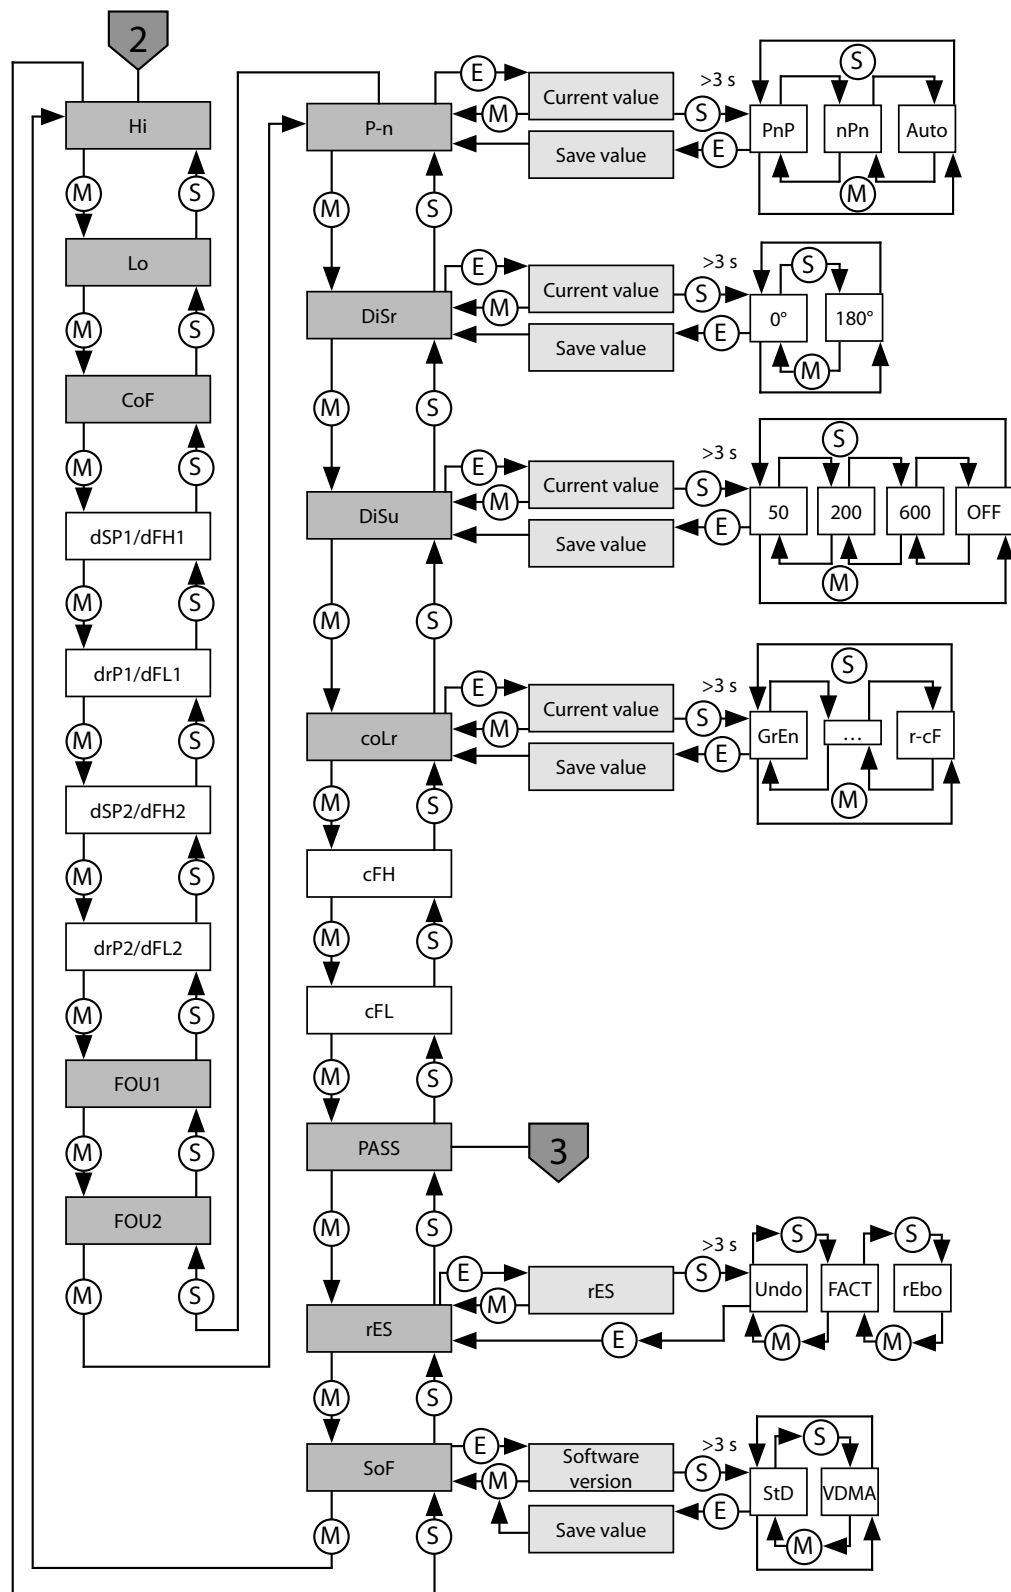 2
Hi
M
S
Lo
M
S
CoF
M
S
dSP1/dFH1
M
S
drP1/dFL1
M
S
dSP2/dFH2
M
S
drP2/dFL2
M
S
FOU1
M
S
FOU2
M
S
P-n
E
Current value
M
Save value
>3 s
S
E
PnP
nPn
Auto
S
M
M
S
DiSr
E
Current value
M
Save value
>3 s
S
E
0°
180°
S
M
M
S
DiSu
E
Current value
M
Save value
>3 s
S
E
50
200
600
OFF
S
M
M
S
coLr
E
Current value
M
Save value
>3 s
S
E
GrEn
...
r-cF
S
M
M
S
cFH
M
S
cFL
M
S
PASS
3
M
S
rES
E
rES
M
>3 s
S
E
Undo
FACT
rEbo
S
S
M
M
M
S
SoF
E
Software
version
M
Save value
>3 s
S
E
StD
VDMA
S
M
M
S